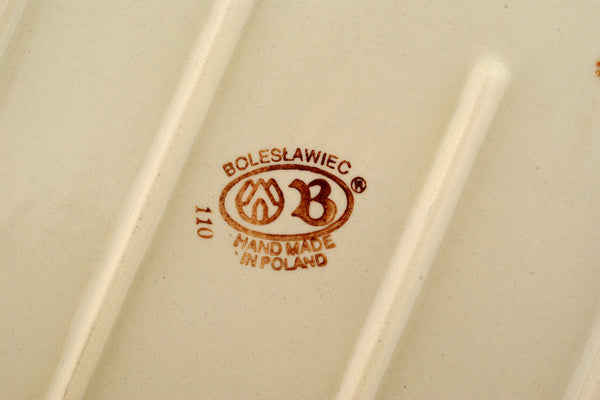 BOLESŁAWIEC
B®
110
HAND MADE
IN POLAND